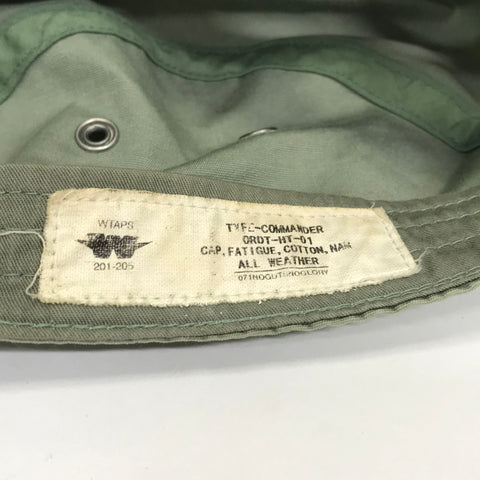 WTAPS
201-205
TYPE-COMMANDER
ORDT-HT-01
CAP, FATIGUE, COTTON, NAM
ALL WEATHER